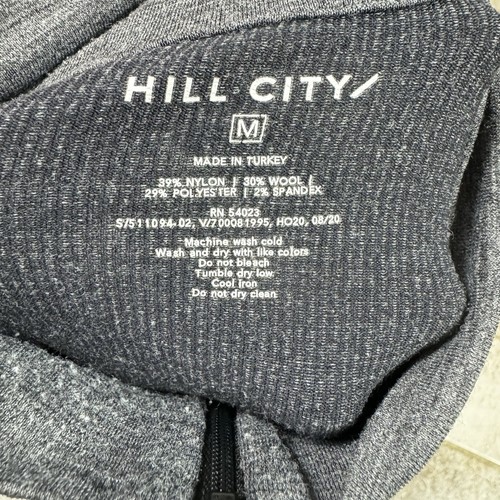 HILL CITY/
M
MADE IN TURKEY
39% NYLON | 30% WOOL /
29% POLYESTER | 2% SPANDEX
RN 54023
S/511094-02, V/700081995, HO20, 08/20
Machine wash cold
Wash and dry with like colors
Do not bleach
Tumble dry low
Cool iron
Do not dry clean